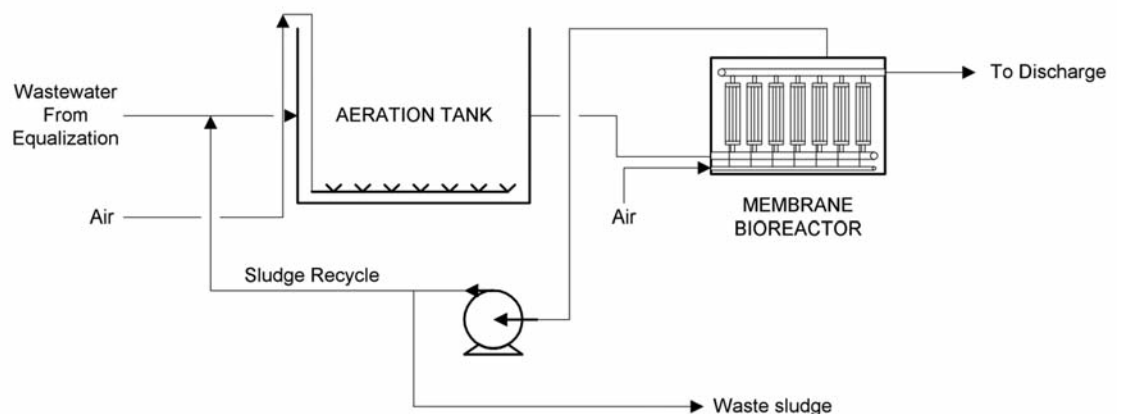 Wastewater
From
Equalization
AERATION TANK
To Discharge
Air
Air
MEMBRANE
BIOREACTOR
Sludge Recycle
Waste sludge